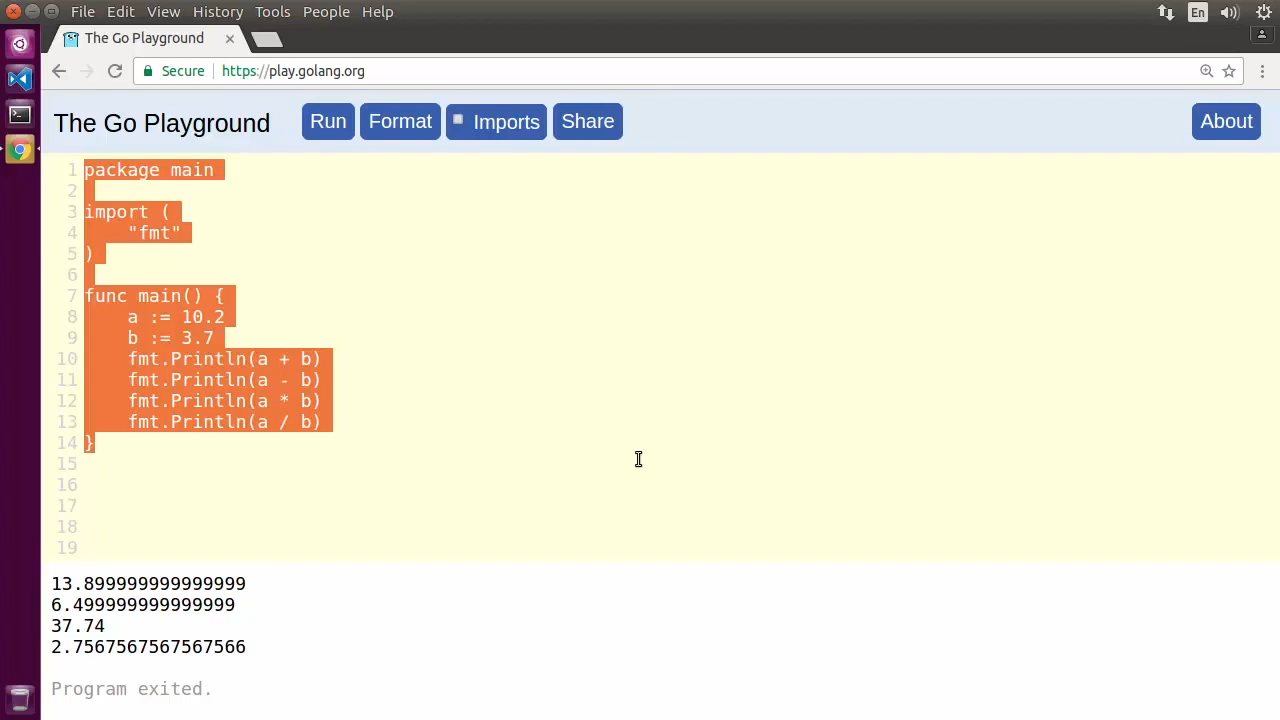 File Edit View History Tools People Help
En
The Go Playground
Secure https://play.golang.org
The Go Playground Run Format Imports Share About
1 package main
2
3 import (
4 "fmt"
5 )
6
7 func main() {
8 a := 10.2
9 b := 3.7
10 fmt.Println(a + b)
11 fmt.Println(a - b)
12 fmt.Println(a * b)
13 fmt.Println(a / b)
14 }
15
16
17
18
19
13.899999999999999
6.499999999999999
37.74
2.7567567567567566
Program exited.